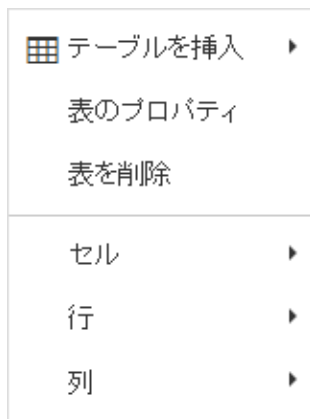 テーブルを挿入
表のプロパティ
表を削除
セル
行
列